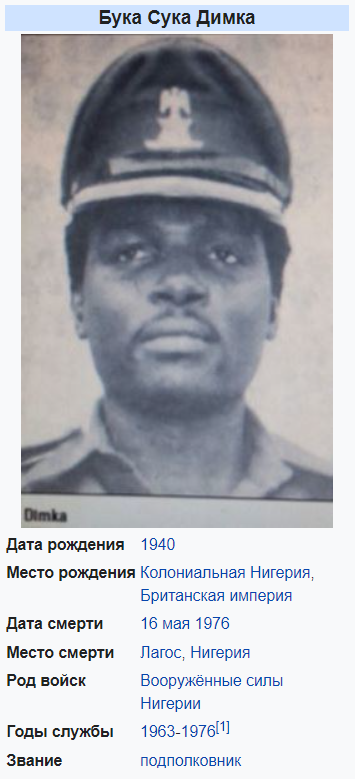 Бука Сука Димка
Dimka
Дата рождения 1940
Место рождения Колониальная Нигерия,
Британская империя
Дата смерти 16 мая 1976
Место смерти Лагос, Нигерия
Род войск Вооружённые силы
Нигерии
Годы службы 1963-1976[1]
Звание подполковник